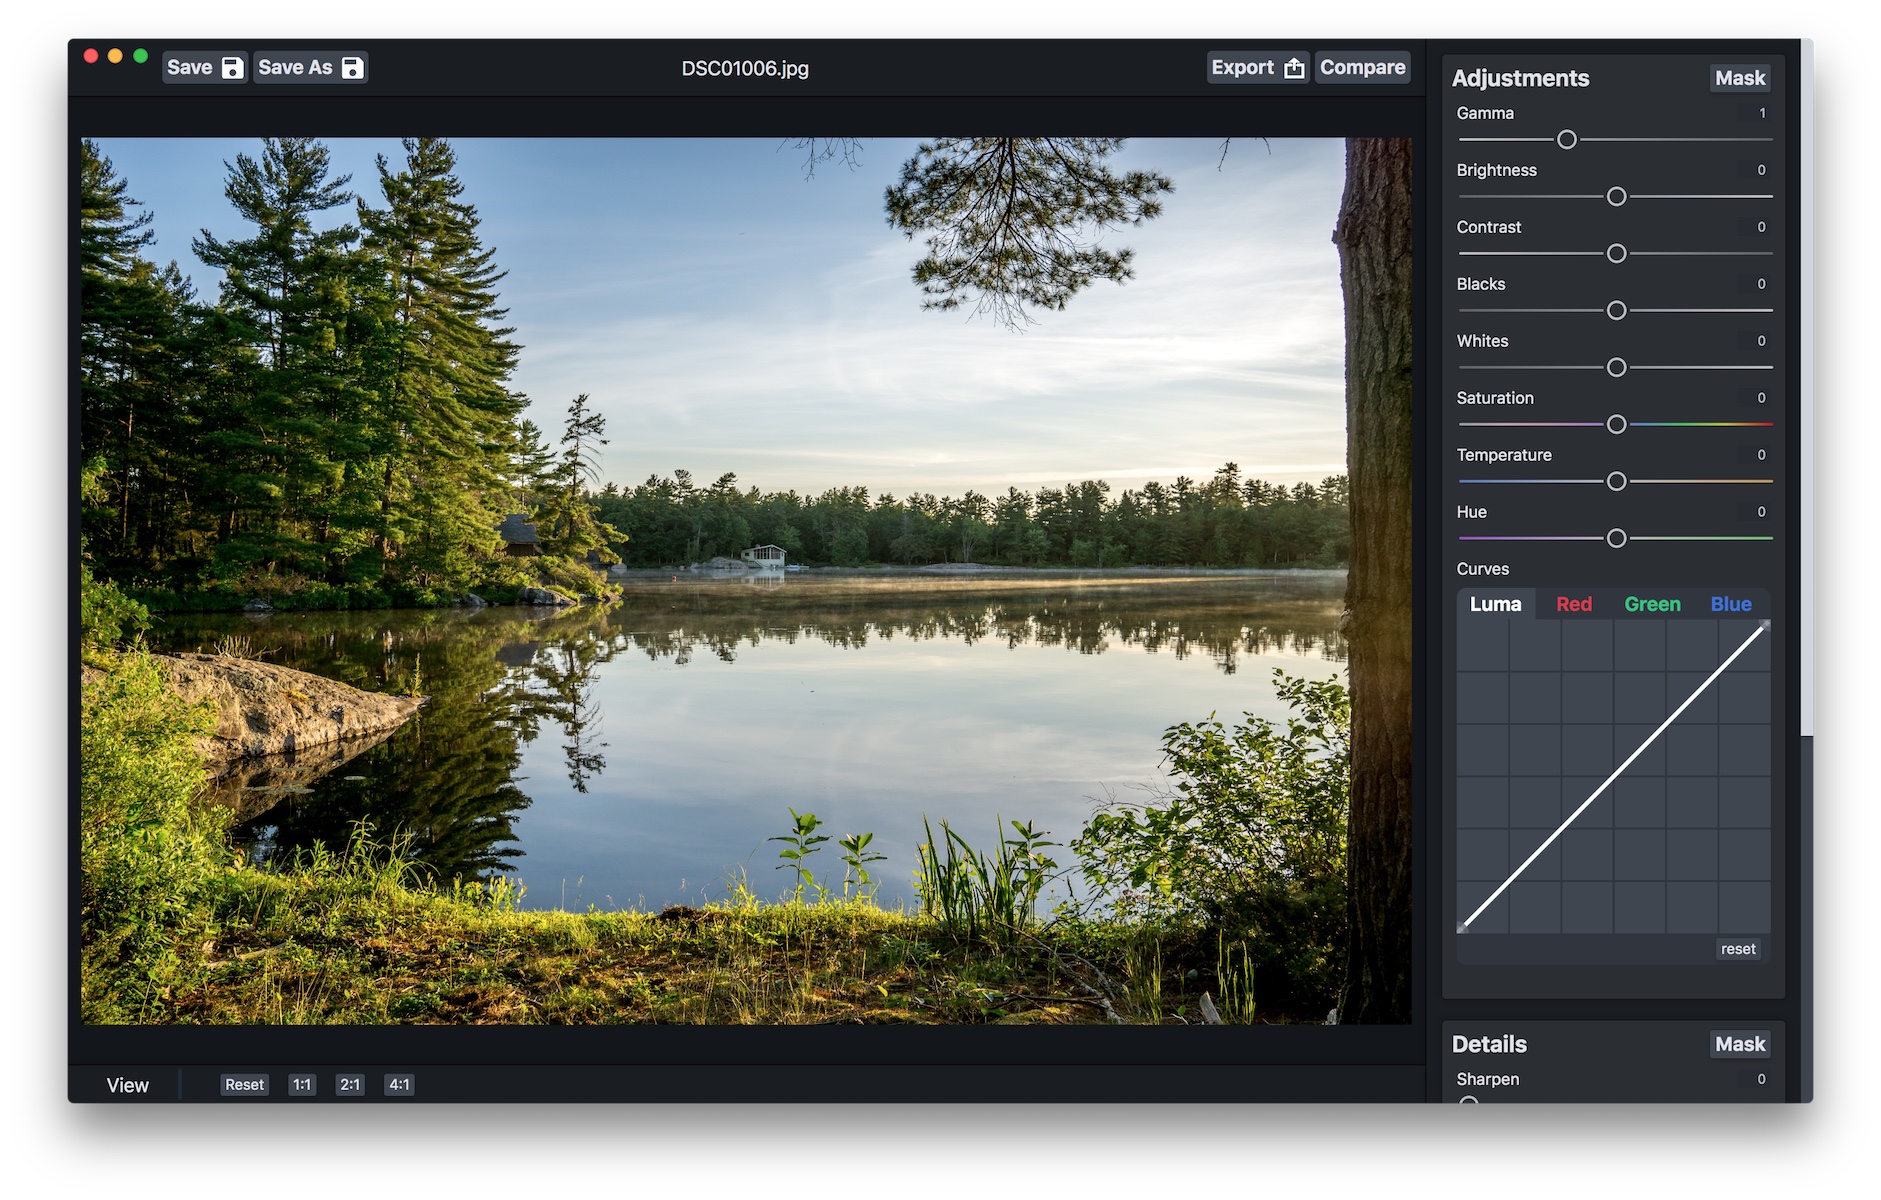 Save
Save As
DSC01006.jpg
Export
Compare
Adjustments
Mask
Gamma
1
Brightness
0
Contrast
0
Blacks
0
Whites
0
Saturation
0
Temperature
0
Hue
0
Curves
Luma Red Green Blue
reset
Details
Mask
Sharpen
0
View
Reset
1:1
2:1
4:1